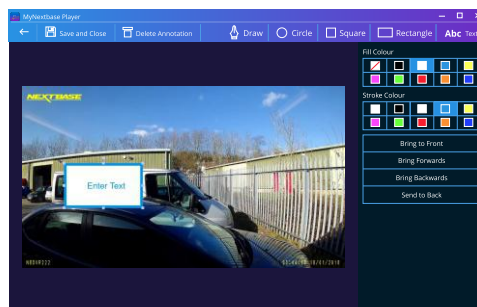 MyNextbase Player
Save and Close
Delete Annotation
Draw
Circle
Square
Rectangle
Abc Text
Fill Colour
Stroke Colour
Bring to Front
Bring Forwards
Bring Backwards
Send to Back
NEXTBASE
Enter Text